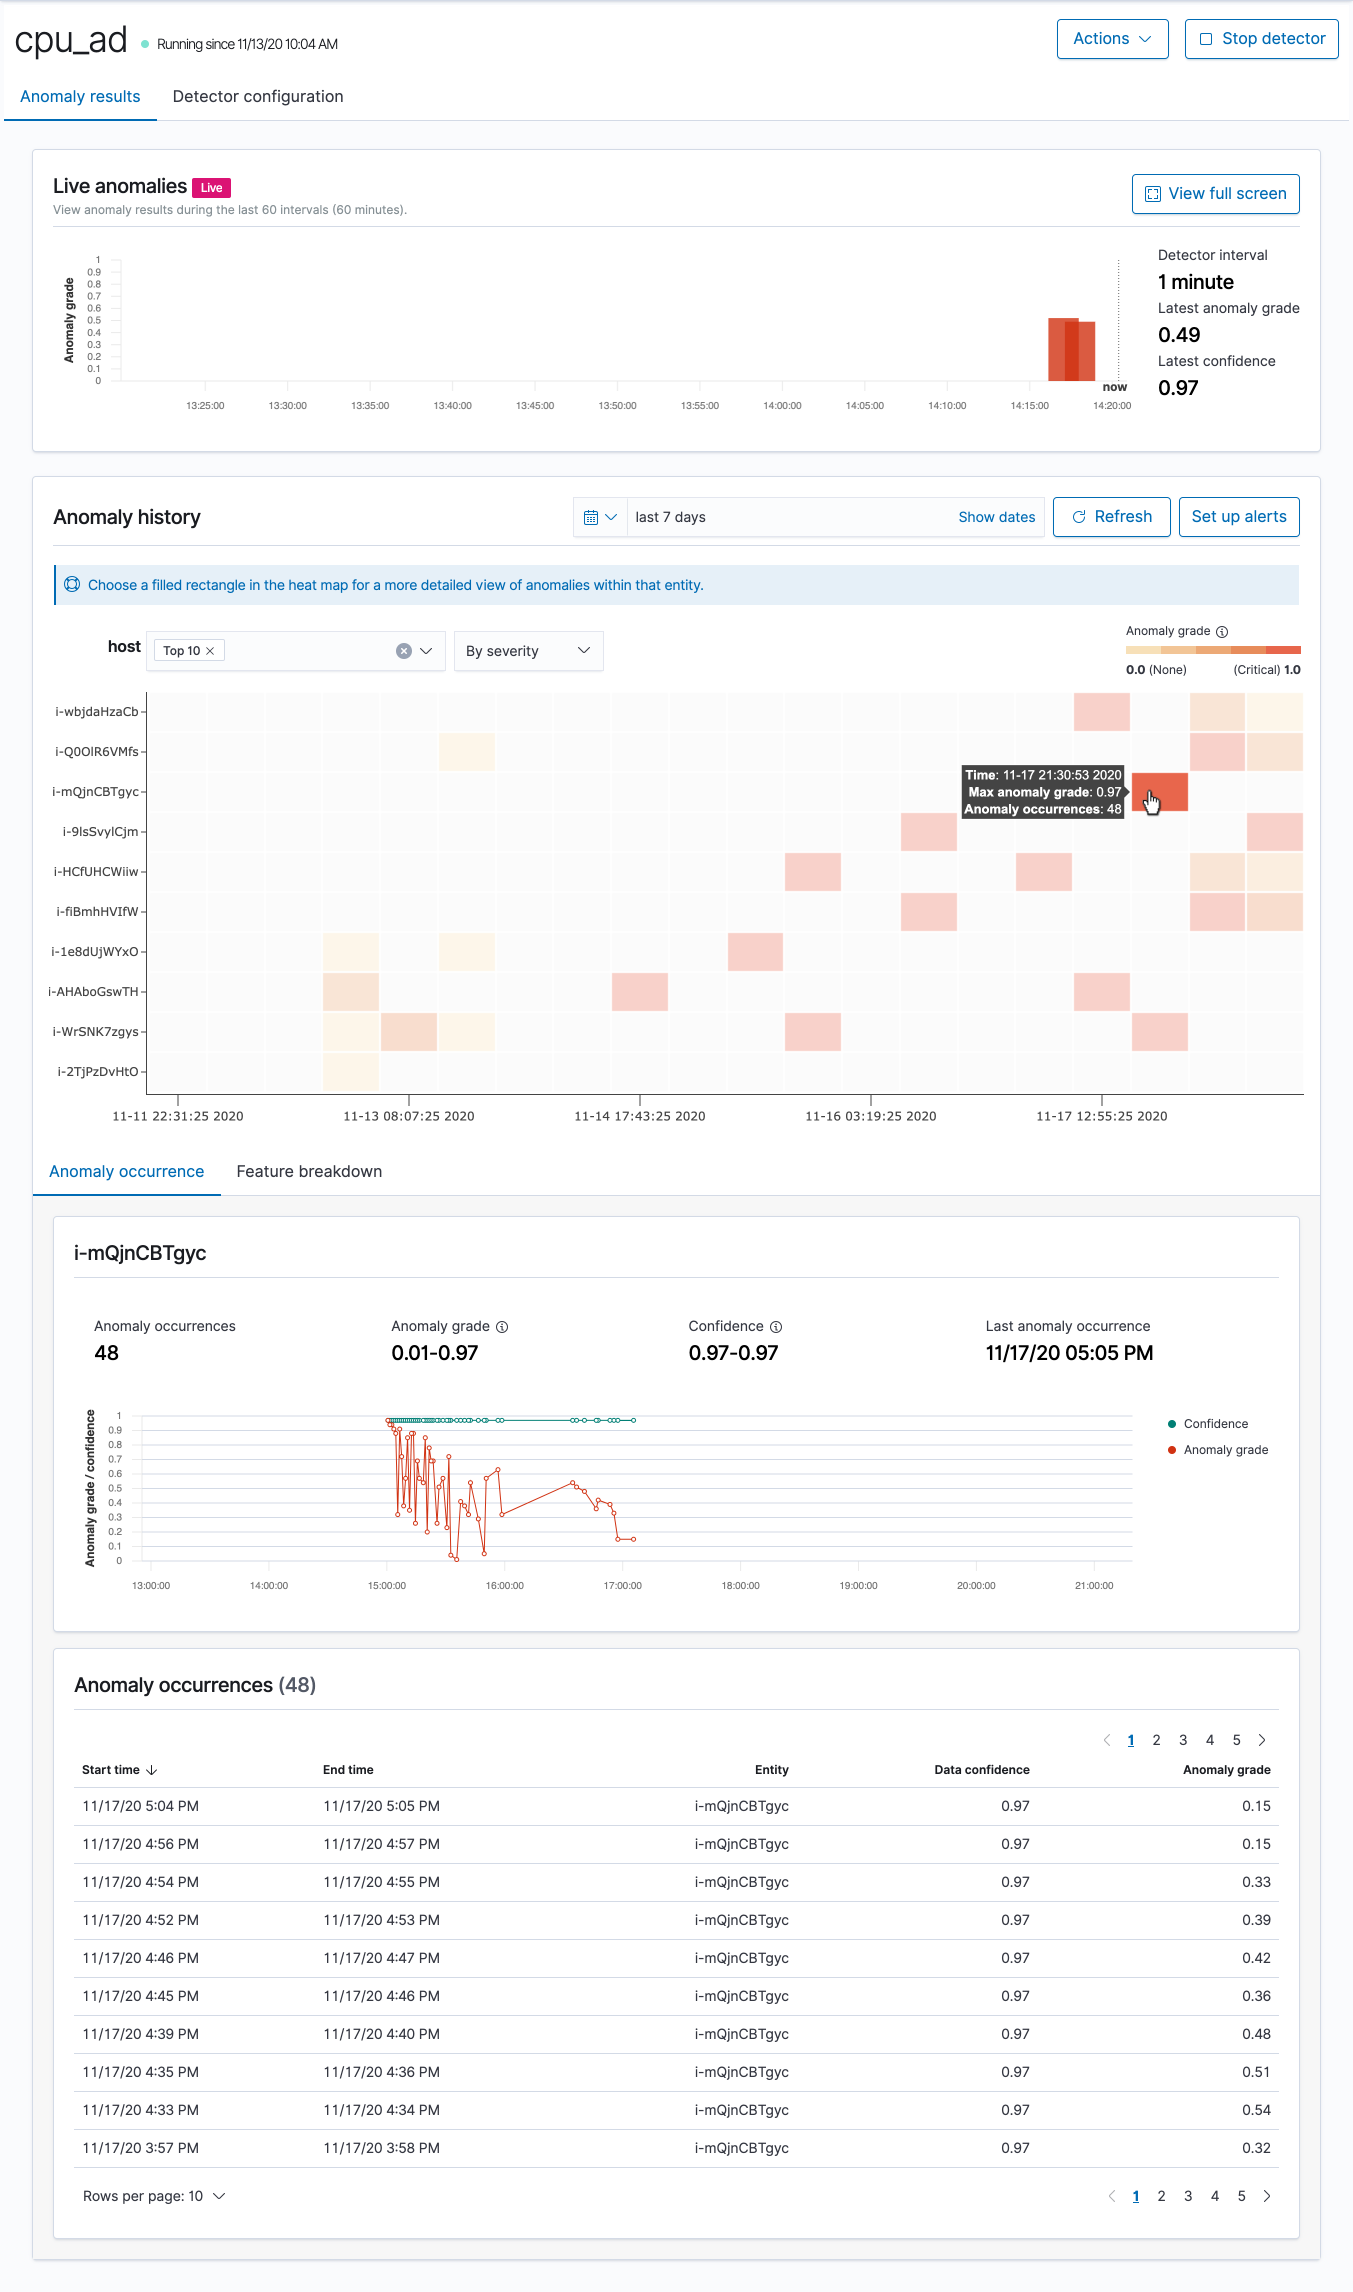 cpu_ad Running since 11/13/20 10:04 AM Actions Stop detector
Anomaly results Detector configuration
Live anomalies Live
View anomaly results during the last 60 intervals (60 minutes).
View full screen
Anomaly grade
1
0.9
0.8
0.7
0.6
0.5
0.4
0.3
0.2
0.1
0
now
13:25:00 13:30:00 13:35:00 13:40:00 13:45:00 13:50:00 13:55:00 14:00:00 14:05:00 14:10:00 14:15:00 14:20:00
Detector interval
1 minute
Latest anomaly grade
0.49
Latest confidence
0.97
Anomaly history last 7 days Show dates Refresh Set up alerts
Choose a filled rectangle in the heat map for a more detailed view of anomalies within that entity.
host Top 10 By severity
Anomaly grade
0.0 (None) (Critical) 1.0
i-wbjdaHzaCb
i-Q0OlR6VMfs
i-mQjnCBTgyc
i-9lsSvylCjm
i-HCfUHCWiiw
i-fiBmhHVIfW
i-1e8dUjWYxO
i-AHAboGswTH
i-WrSNK7zgys
i-2TjPzDvHtO
Time: 11-17 21:30:53 2020
Max anomaly grade: 0.97
Anomaly occurrences: 48
11-11 22:31:25 2020 11-13 08:07:25 2020 11-14 17:43:25 2020 11-16 03:19:25 2020 11-17 12:55:25 2020
Anomaly occurrence Feature breakdown
i-mQjnCBTgyc
Anomaly occurrences Anomaly grade Confidence Last anomaly occurrence
48 0.01-0.97 0.97-0.97 11/17/20 05:05 PM
Anomaly grade / confidence
1
0.9
0.8
0.7
0.6
0.5
0.4
0.3
0.2
0.1
0
13:00:00 14:00:00 15:00:00 16:00:00 17:00:00 18:00:00 19:00:00 20:00:00 21:00:00
Confidence
Anomaly grade
Anomaly occurrences (48)
1 2 3 4 5
Start time End time Entity Data confidence Anomaly grade
11/17/20 5:04 PM 11/17/20 5:05 PM i-mQjnCBTgyc 0.97 0.15
11/17/20 4:56 PM 11/17/20 4:57 PM i-mQjnCBTgyc 0.97 0.15
11/17/20 4:54 PM 11/17/20 4:55 PM i-mQjnCBTgyc 0.97 0.33
11/17/20 4:52 PM 11/17/20 4:53 PM i-mQjnCBTgyc 0.97 0.39
11/17/20 4:46 PM 11/17/20 4:47 PM i-mQjnCBTgyc 0.97 0.42
11/17/20 4:45 PM 11/17/20 4:46 PM i-mQjnCBTgyc 0.97 0.36
11/17/20 4:39 PM 11/17/20 4:40 PM i-mQjnCBTgyc 0.97 0.48
11/17/20 4:35 PM 11/17/20 4:36 PM i-mQjnCBTgyc 0.97 0.51
11/17/20 4:33 PM 11/17/20 4:34 PM i-mQjnCBTgyc 0.97 0.54
11/17/20 3:57 PM 11/17/20 3:58 PM i-mQjnCBTgyc 0.97 0.32
Rows per page: 10 1 2 3 4 5